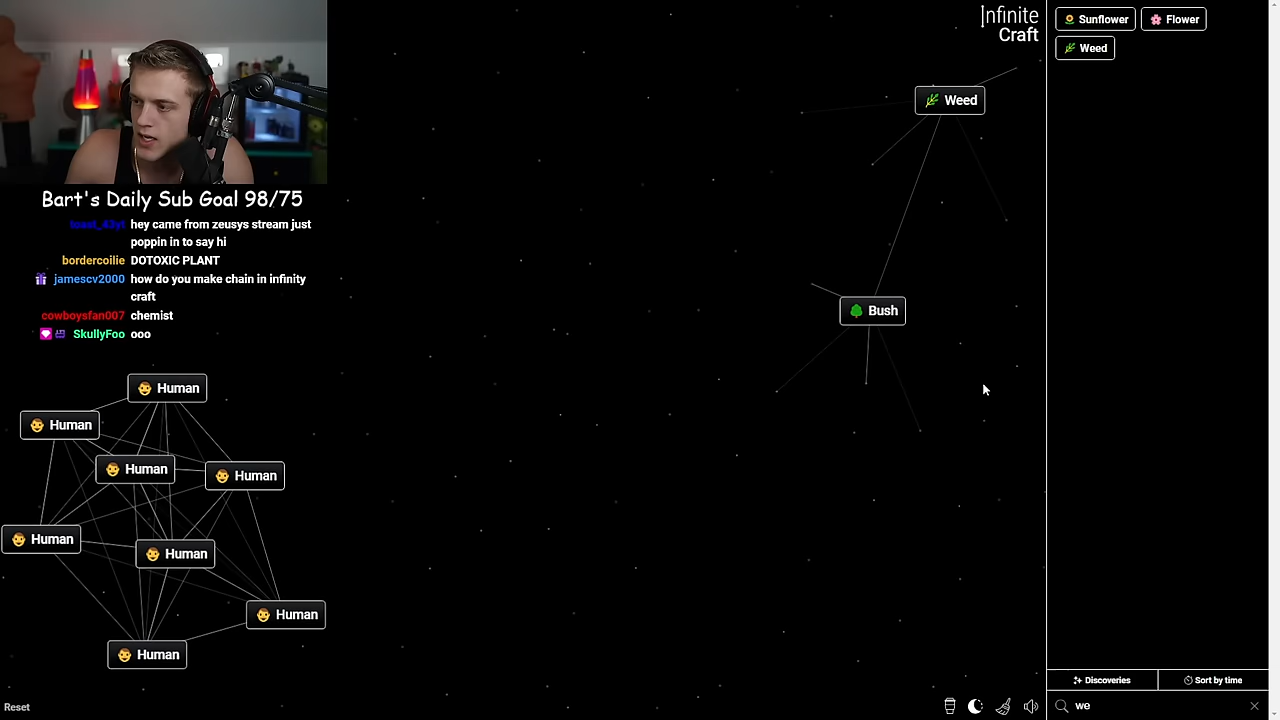 Infinite
Craft
Sunflower
Flower
Weed
Weed
Bart's Daily Sub Goal 98/75
hey came from zeusys stream just
poppin in to say hi
bordercoilie DOTOXIC PLANT
jamescv2000 how do you make chain in infinity
craft
cowboysfan007 chemist
SkullyFoo ooo
Bush
Human
Human
Human
Human
Human
Human
Human
Human
Discoveries
Sort by time
Reset
we